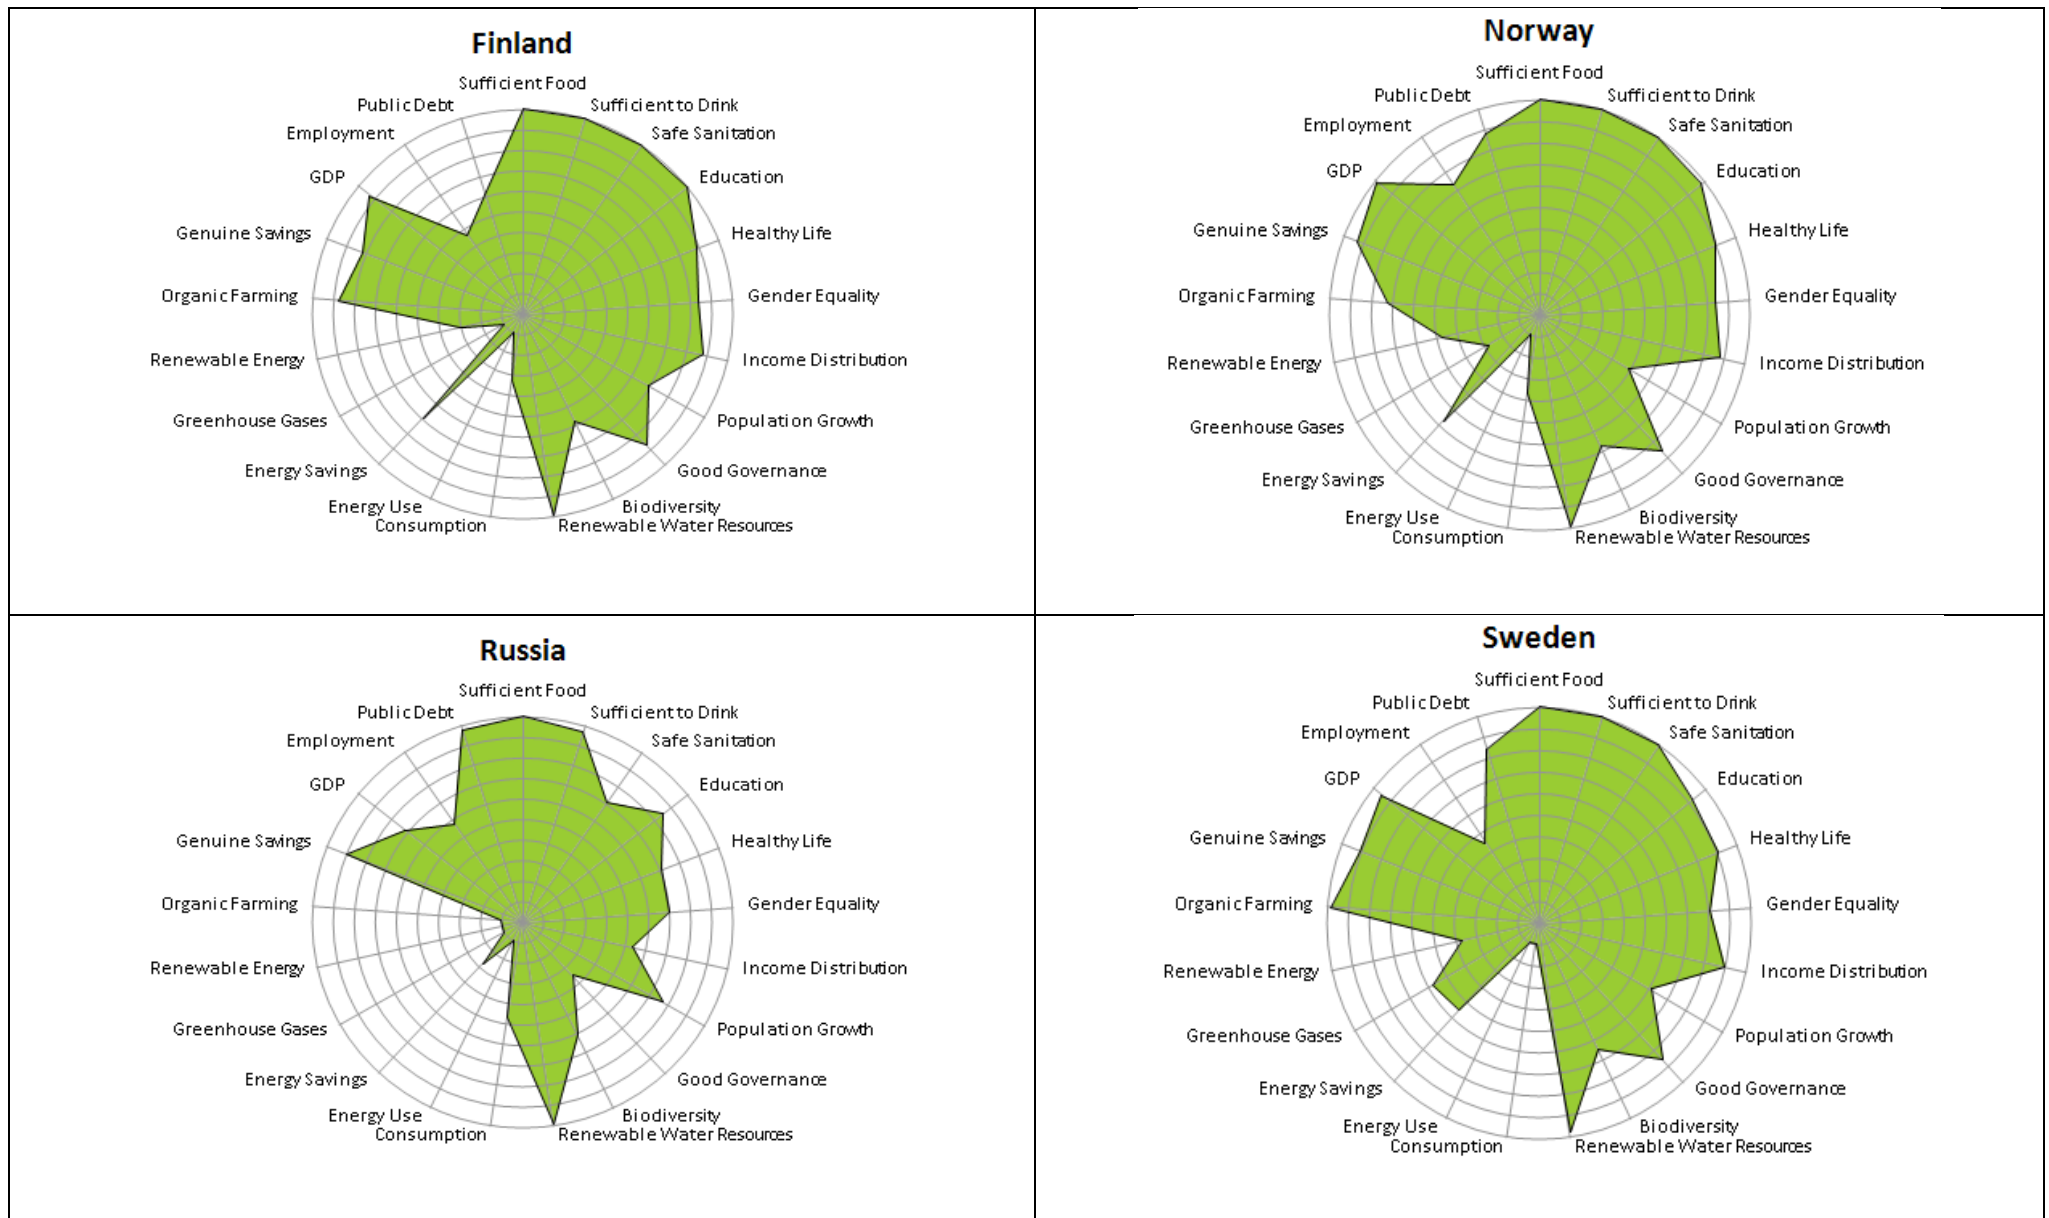 Finland
Sufficient Food
Public Debt
Sufficient to Drink
Employment
Safe Sanitation
GDP
Education
Genuine Savings
Healthy Life
Organic Farming
Gender Equality
Renewable Energy
Income Distribution
Greenhouse Gases
Population Growth
Energy Savings
Good Governance
Energy Use
Biodiversity
Consumption
Renewable Water Resources
Norway
Sufficient Food
Public Debt
Sufficient to Drink
Employment
Safe Sanitation
GDP
Education
Genuine Savings
Healthy Life
Organic Farming
Gender Equality
Renewable Energy
Income Distribution
Greenhouse Gases
Population Growth
Energy Savings
Good Governance
Energy Use
Biodiversity
Consumption
Renewable Water Resources
Russia
Sufficient Food
Public Debt
Sufficient to Drink
Employment
Safe Sanitation
GDP
Education
Genuine Savings
Healthy Life
Organic Farming
Gender Equality
Renewable Energy
Income Distribution
Greenhouse Gases
Population Growth
Energy Savings
Good Governance
Energy Use
Biodiversity
Consumption
Renewable Water Resources
Sweden
Sufficient Food
Public Debt
Sufficient to Drink
Employment
Safe Sanitation
GDP
Education
Genuine Savings
Healthy Life
Organic Farming
Gender Equality
Renewable Energy
Income Distribution
Greenhouse Gases
Population Growth
Energy Savings
Good Governance
Energy Use
Biodiversity
Consumption
Renewable Water Resources